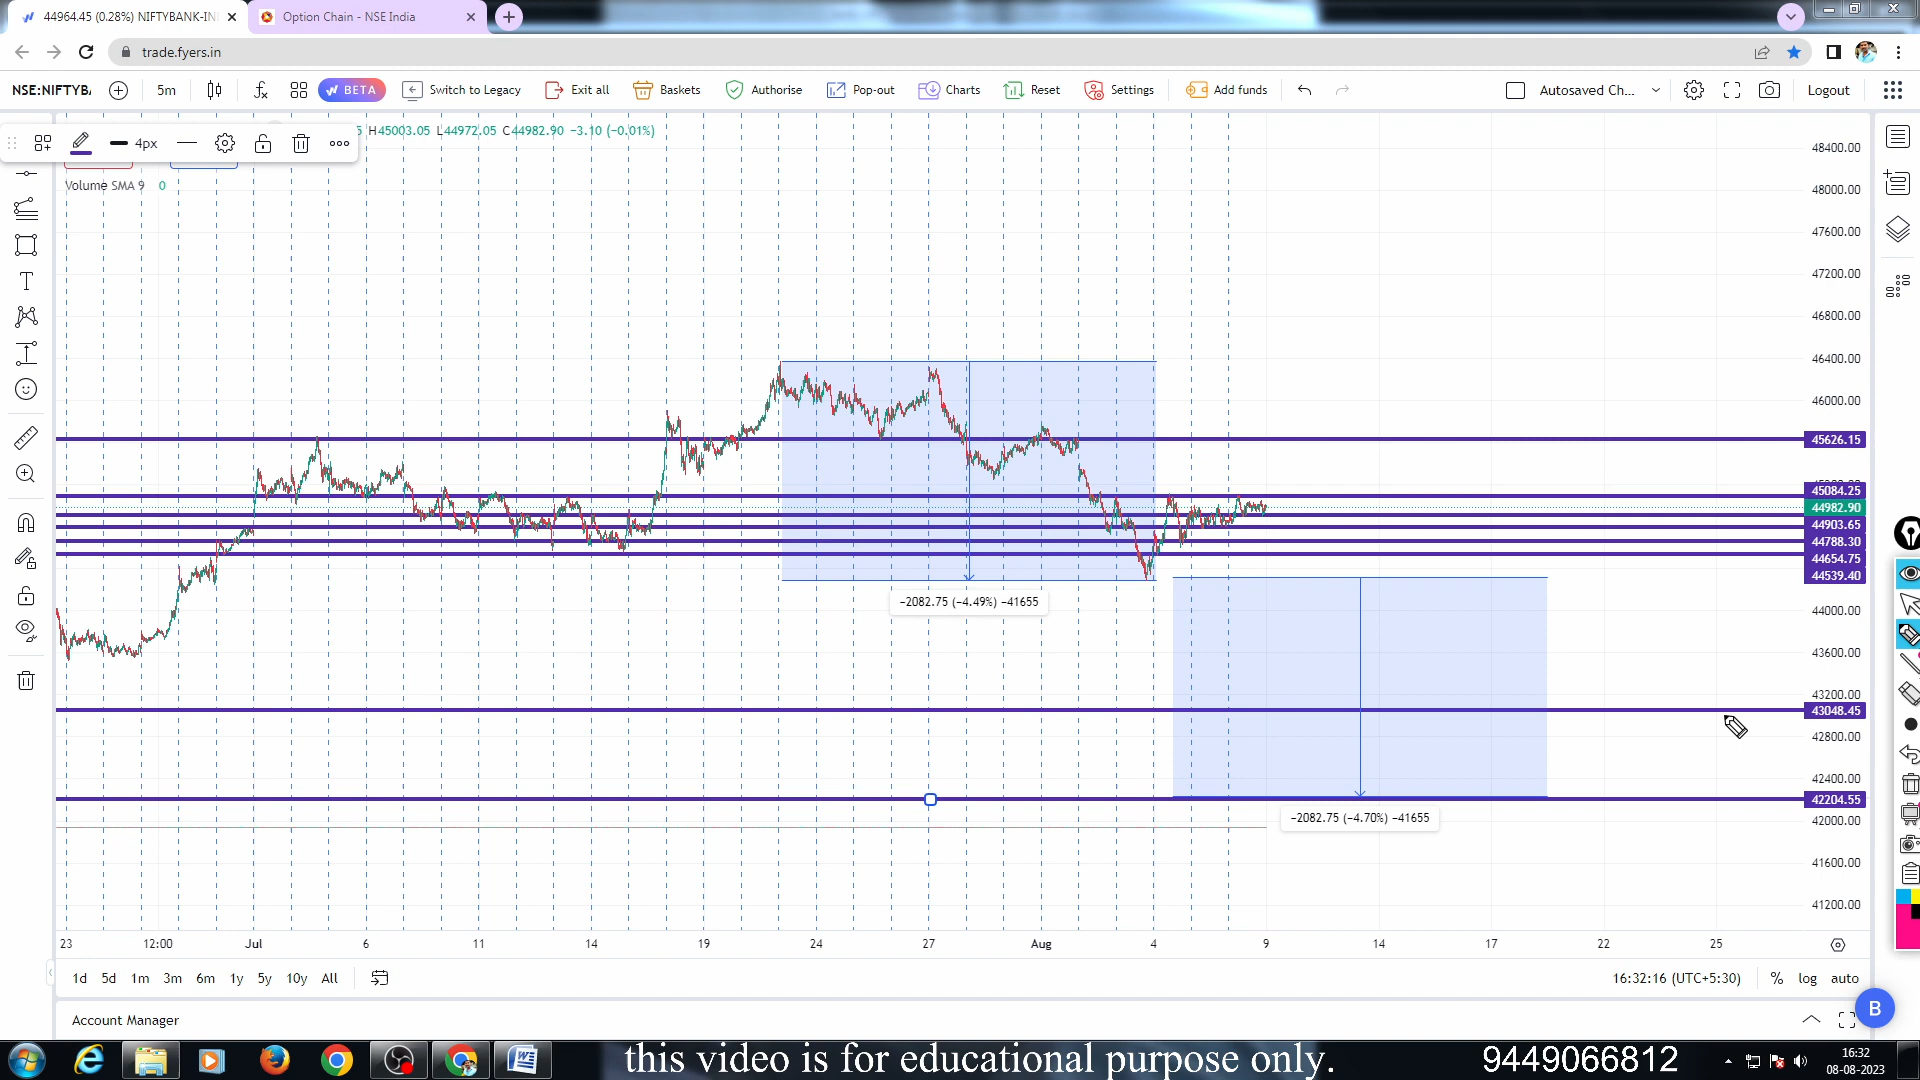 44964.45 (0.28%) NIFTYBANK-IN
Option Chain - NSE India
trade.fyers.in
NSE:NIFTYB
5m
BETA
Switch to Legacy
Exit all
Baskets
Authorise
Pop-out
Charts
Reset
Settings
Add funds
Autosaved Ch...
Logout
4px
5 H45003.05 L44972.05 C44982.90 −3.10 (−0.01%)
Volume SMA 9 0
48400.00
48000.00
47600.00
47200.00
46800.00
46400.00
46000.00
45626.15
45084.25
44982.90
44903.65
44788.30
44654.75
44539.40
44000.00
43600.00
43200.00
43048.45
42800.00
42400.00
42204.55
42000.00
41600.00
41200.00
−2082.75 (−4.49%) −41655
−2082.75 (−4.70%) −41655
23 12:00 Jul 6 11 14 19 24 27 Aug 4 9 14 17 22 25
1d 5d 1m 3m 6m 1y 5y 10y All
16:32:16 (UTC+5:30) % log auto
Account Manager
B
this video is for educational purpose only.
9449066812
16:32
08-08-2023